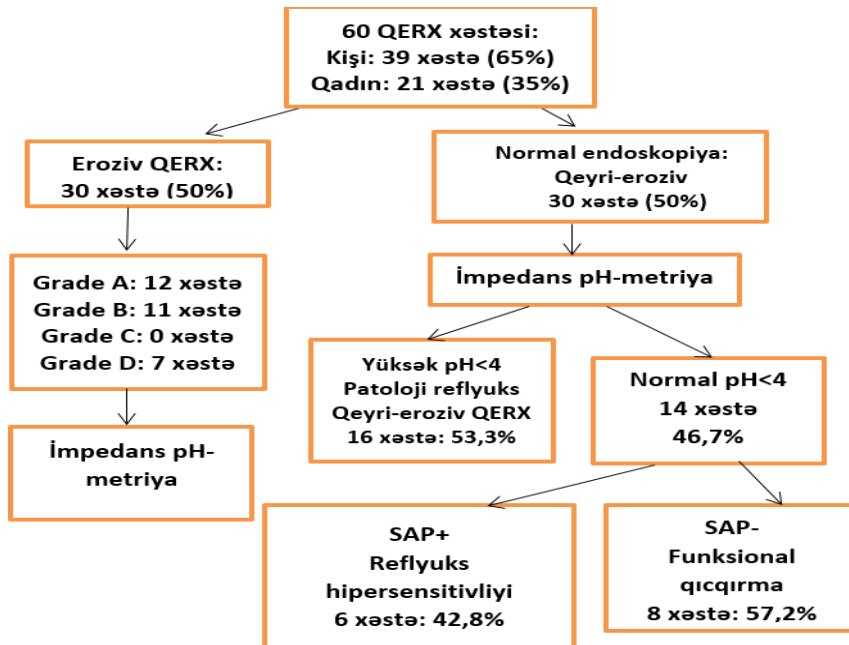 60 QERX xəstəsi:
Kişi: 39 xəstə (65%)
Qadın: 21 xəstə (35%)
Eroziv QERX:
30 xəstə (50%)
Normal endoskopiya:
Qeyri-eroziv
30 xəstə (50%)
Grade A: 12 xəstə
Grade B: 11 xəstə
Grade C: 0 xəstə
Grade D: 7 xəstə
İmpedans pH-metriya
Yüksək pH<4
Patoloji reflyuks
Qeyri-eroziv QERX
16 xəstə: 53,3%
Normal pH<4
14 xəstə
46,7%
İmpedans pH-
metriya
SAP+
Reflyuks
hipersensitivliyi
6 xəstə: 42,8%
SAP-
Funksional
qıcqırma
8 xəstə: 57,2%